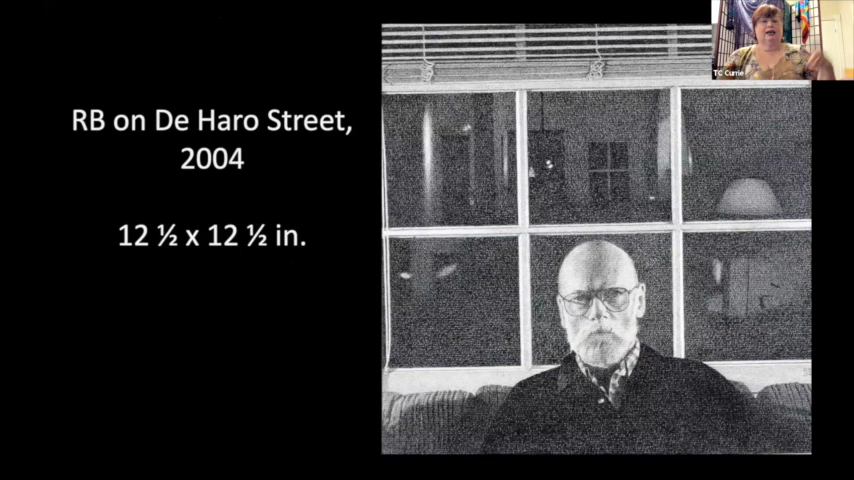 RB on De Haro Street,
2004
12 ½ x 12 ½ in.
TC Currie